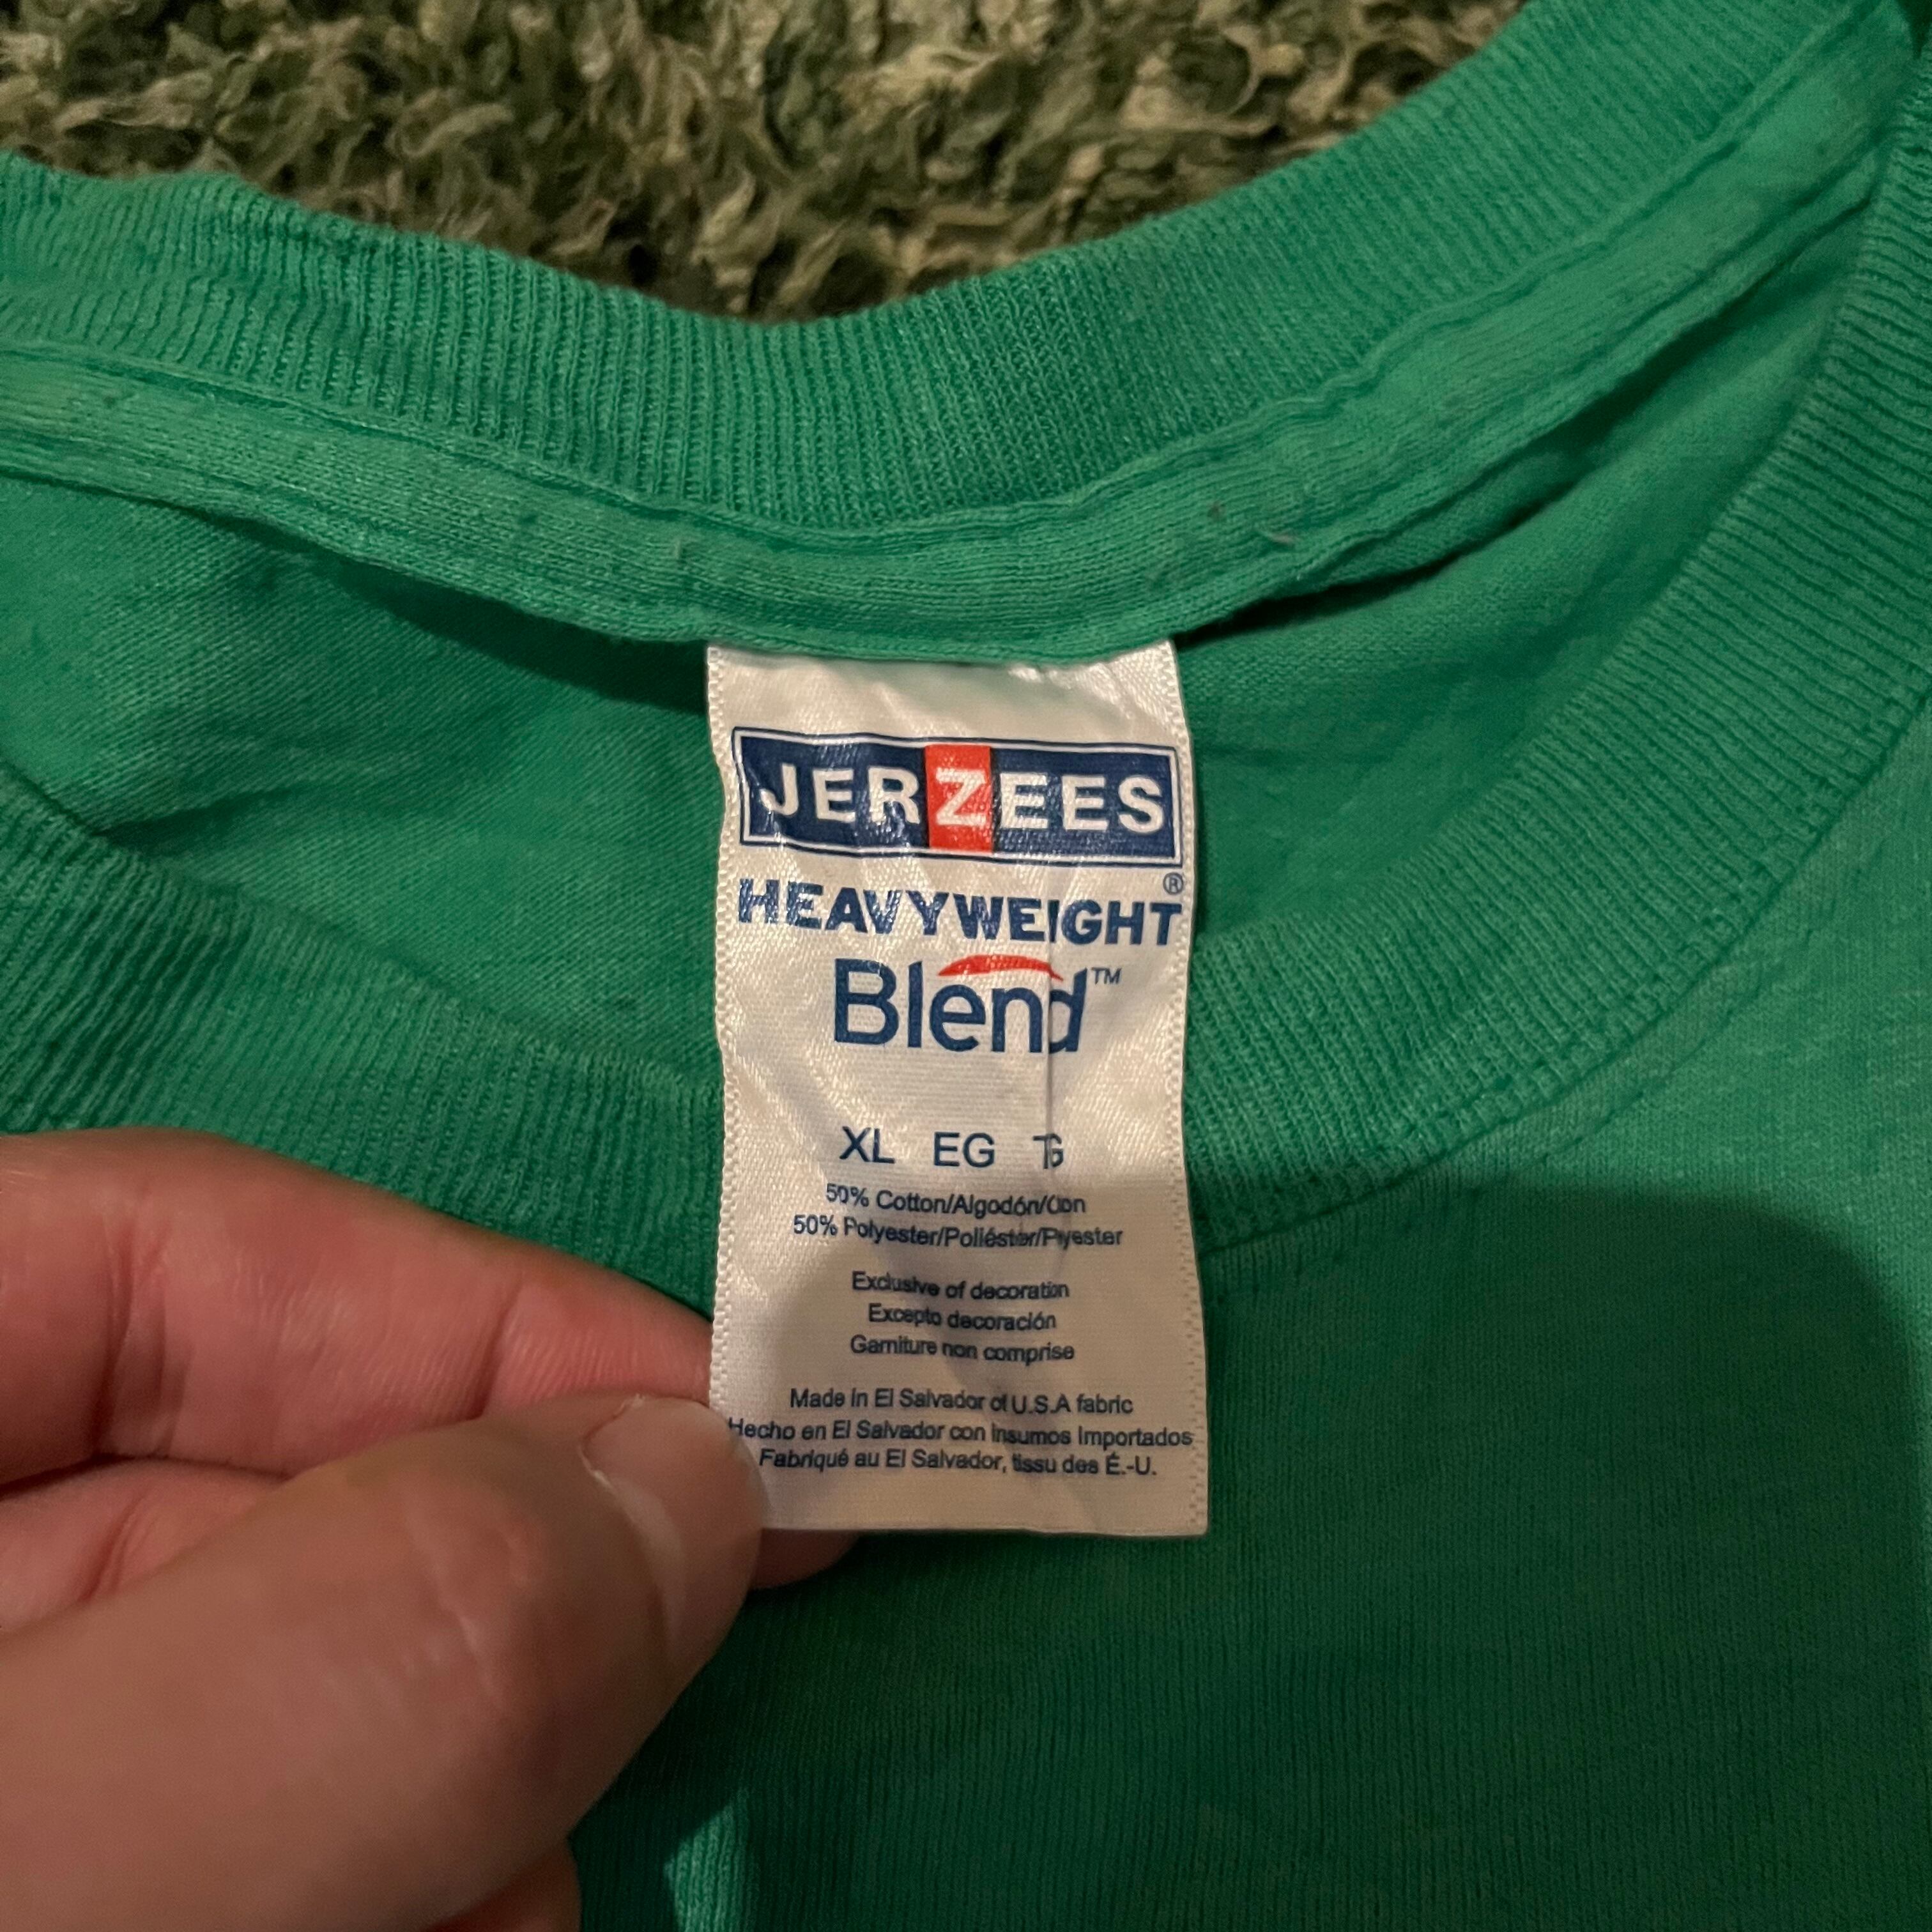 JERZEES
HEAVYWEIGHT®
Blend™
XL EG TG
50% Cotton/Algodón/
50% Polyester/Poliéster/
Exclusive of decoration
Excepto decoración
Garniture non comprise
Made in El Salvador of U.S.A fabric
Hecho en El Salvador con insumos importados
Fabriqué au El Salvador, tissu des É.-U.